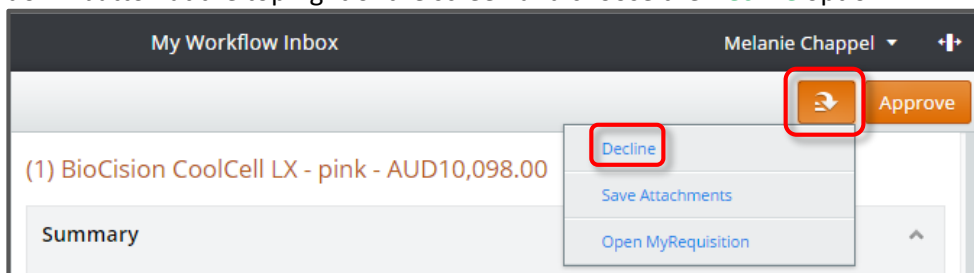 My Workflow Inbox
Melanie Chappel
Approve
(1) BioCision CoolCell LX - pink - AUD10,098.00
Decline
Save Attachments
Open MyRequisition
Summary